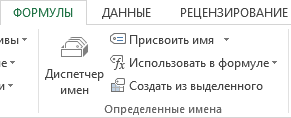 ФОРМУЛЫ ДАННЫЕ РЕЦЕНЗИРОВАНИЕ
Диспетчер имен
Присвоить имя
Использовать в формуле
Создать из выделенного
Определенные имена